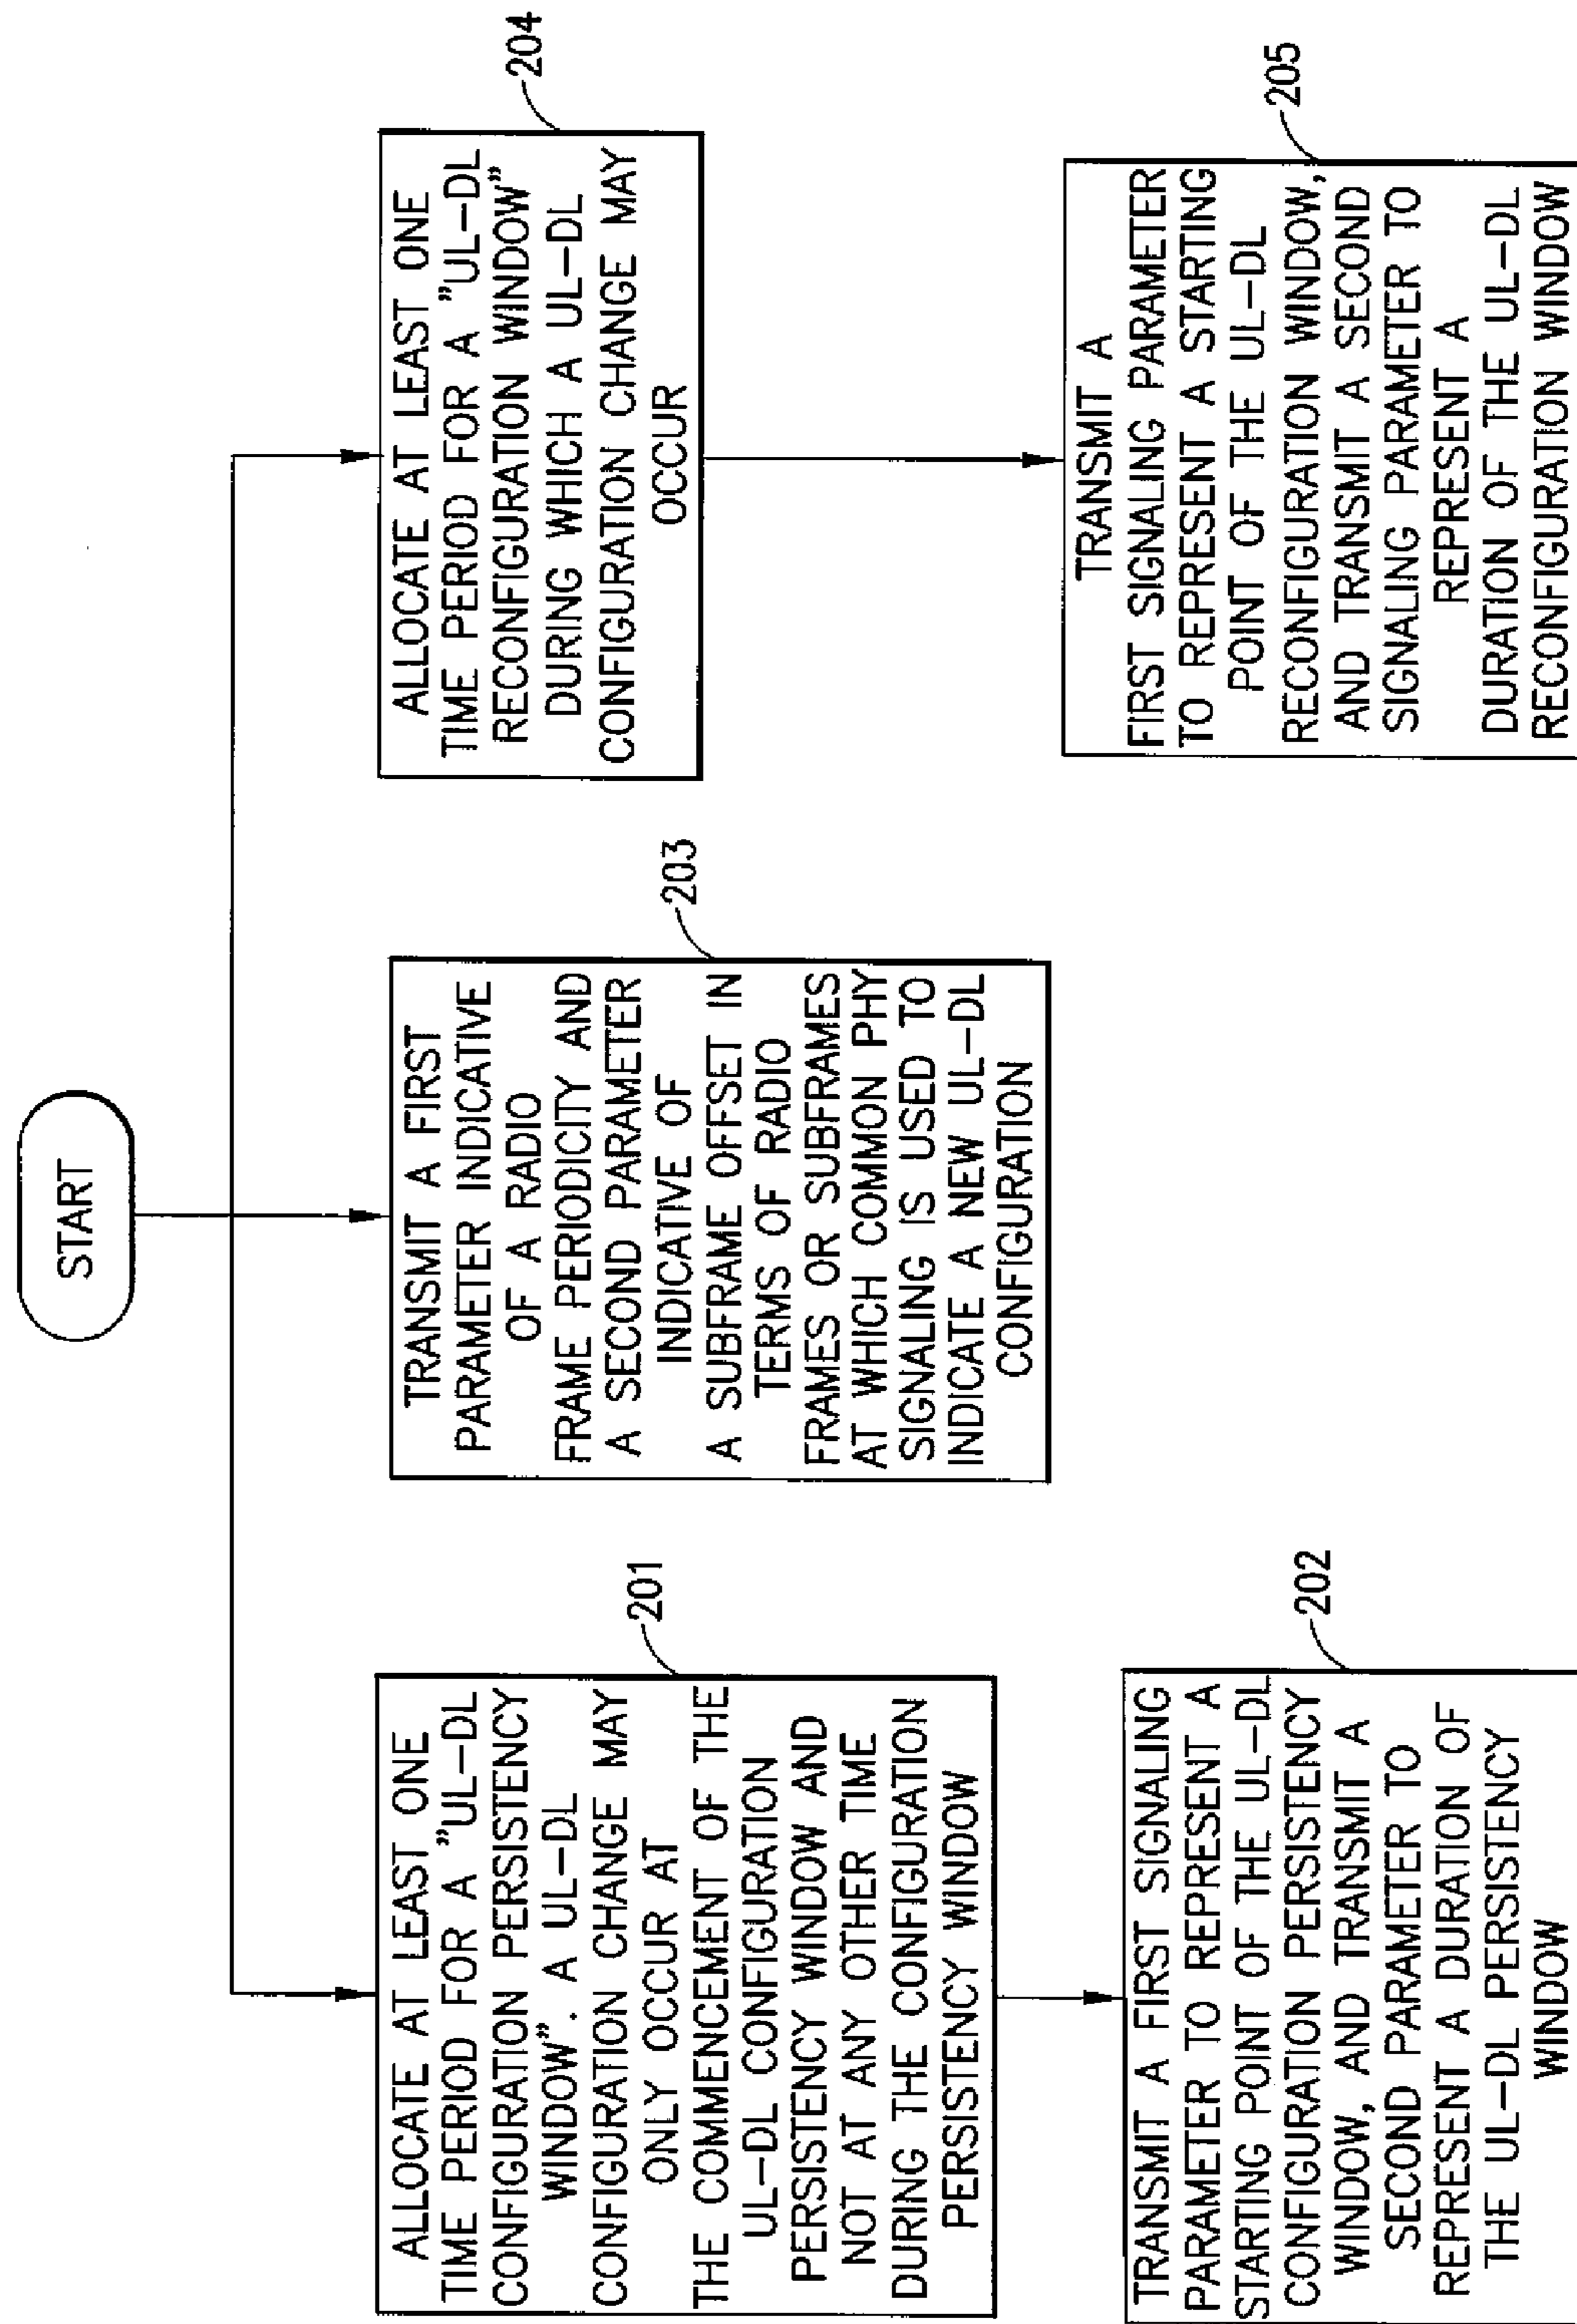 START
ALLOCATE AT LEAST ONE
TIME PERIOD FOR A "UL–DL
CONFIGURATION PERSISTENCY
WINDOW". A UL–DL
CONFIGURATION CHANGE MAY
ONLY OCCUR AT
THE COMMENCEMENT OF THE
UL–DL CONFIGURATION
PERSISTENCY WINDOW AND
NOT AT ANY OTHER TIME
DURING THE CONFIGURATION
PERSISTENCY WINDOW
201
TRANSMIT A FIRST SIGNALING
PARAMETER TO REPRESENT A
STARTING POINT OF THE UL–DL
CONFIGURATION PERSISTENCY
WINDOW, AND TRANSMIT A
SECOND PARAMETER TO
REPRESENT A DURATION OF
THE UL–DL PERSISTENCY
WINDOW
202
TRANSMIT A FIRST
PARAMETER INDICATIVE
OF A RADIO
FRAME PERIODICITY AND
A SECOND PARAMETER
INDICATIVE OF
A SUBFRAME OFFSET IN
TERMS OF RADIO
FRAMES OR SUBFRAMES
AT WHICH COMMON PHY
SIGNALING IS USED TO
INDICATE A NEW UL–DL
CONFIGURATION
203
ALLOCATE AT LEAST ONE
TIME PERIOD FOR A "UL–DL
RECONFIGURATION WINDOW"
DURING WHICH A UL–DL
CONFIGURATION CHANGE MAY
OCCUR
204
TRANSMIT A
FIRST SIGNALING PARAMETER
TO REPRESENT A STARTING
POINT OF THE UL–DL
RECONFIGURATION WINDOW,
AND TRANSMIT A SECOND
SIGNALING PARAMETER TO
REPRESENT A
DURATION OF THE UL–DL
RECONFIGURATION WINDOW
205